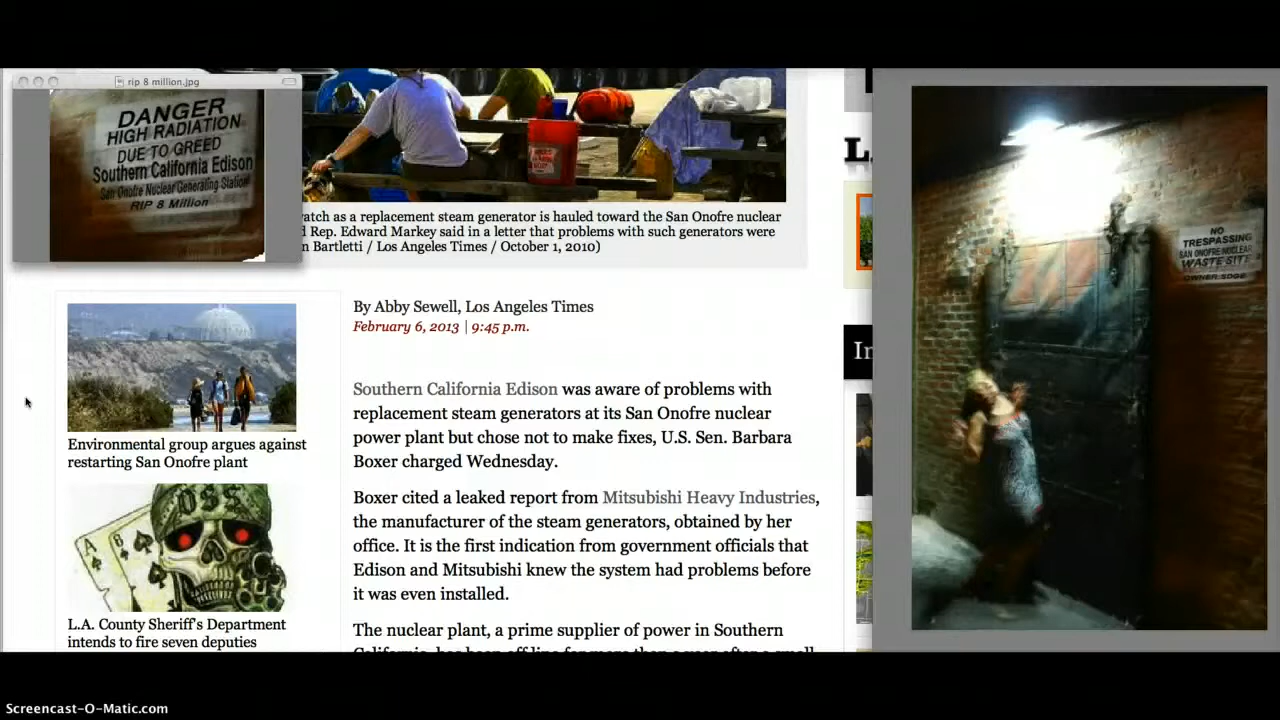 rip 8 million.jpg
DANGER
HIGH RADIATION
DUE TO GREED
Southern California Edison
San Onofre Nuclear Generating Station
RIP 8 Million
atch as a replacement steam generator is hauled toward the San Onofre nuclear
Rep. Edward Markey said in a letter that problems with such generators were
n Bartletti / Los Angeles Times / October 1, 2010)
By Abby Sewell, Los Angeles Times
February 6, 2013 | 9:45 p.m.
Southern California Edison was aware of problems with
replacement steam generators at its San Onofre nuclear
power plant but chose not to make fixes, U.S. Sen. Barbara
Boxer charged Wednesday.
Boxer cited a leaked report from Mitsubishi Heavy Industries,
the manufacturer of the steam generators, obtained by her
office. It is the first indication from government officials that
Edison and Mitsubishi knew the system had problems before
it was even installed.
The nuclear plant, a prime supplier of power in Southern
Environmental group argues against
restarting San Onofre plant
L.A. County Sheriff's Department
intends to fire seven deputies
L.
In
NO
TRESPASSING
SAN ONOFRE NUCLEAR
WASTE SITE
Screencast-O-Matic.com